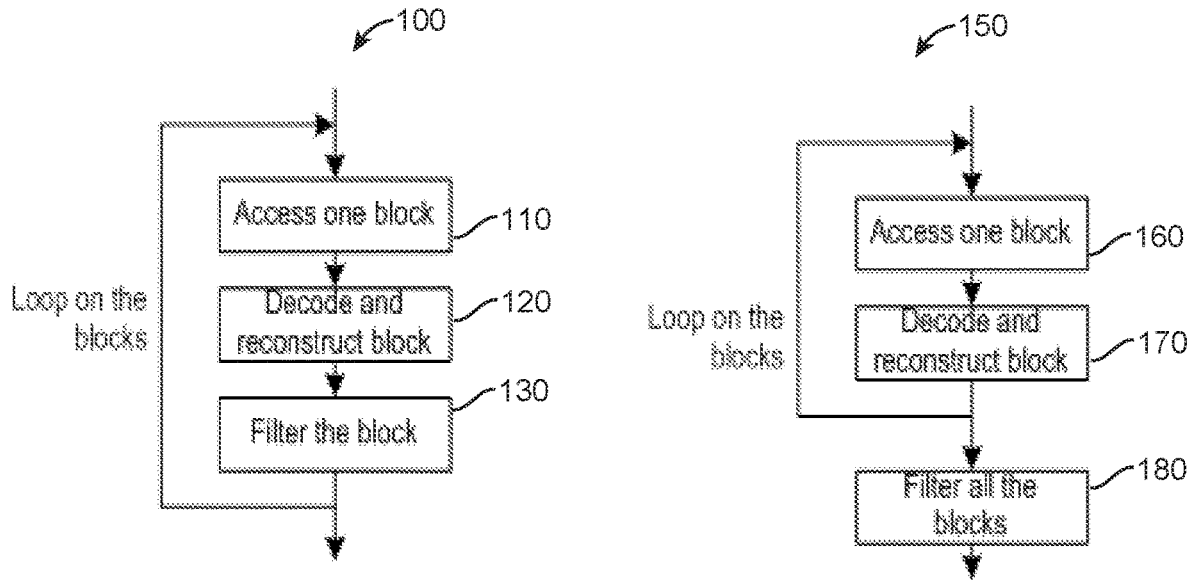 100
Access one block
110
Loop on the
blocks
Decode and
reconstruct block
120
Filter the block
130
150
Access one block
160
Loop on the
blocks
Decode and
reconstruct block
170
Filter all the
blocks
180